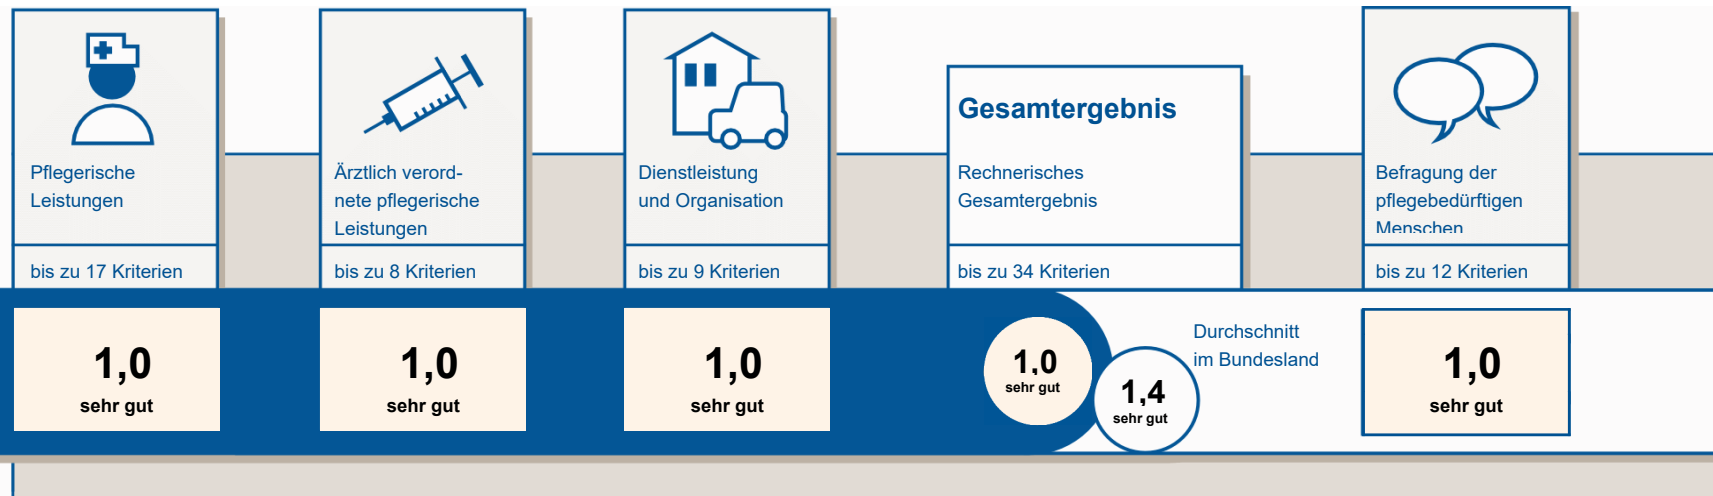 Pflegerische
Leistungen
bis zu 17 Kriterien
1,0
sehr gut
Ärztlich verord-
nete pflegerische
Leistungen
bis zu 8 Kriterien
1,0
sehr gut
Dienstleistung
und Organisation
bis zu 9 Kriterien
1,0
sehr gut
Gesamtergebnis
Rechnerisches
Gesamtergebnis
bis zu 34 Kriterien
1,0
sehr gut
Durchschnitt
im Bundesland
1,4
sehr gut
Befragung der
pflegebedürftigen
Menschen
bis zu 12 Kriterien
1,0
sehr gut